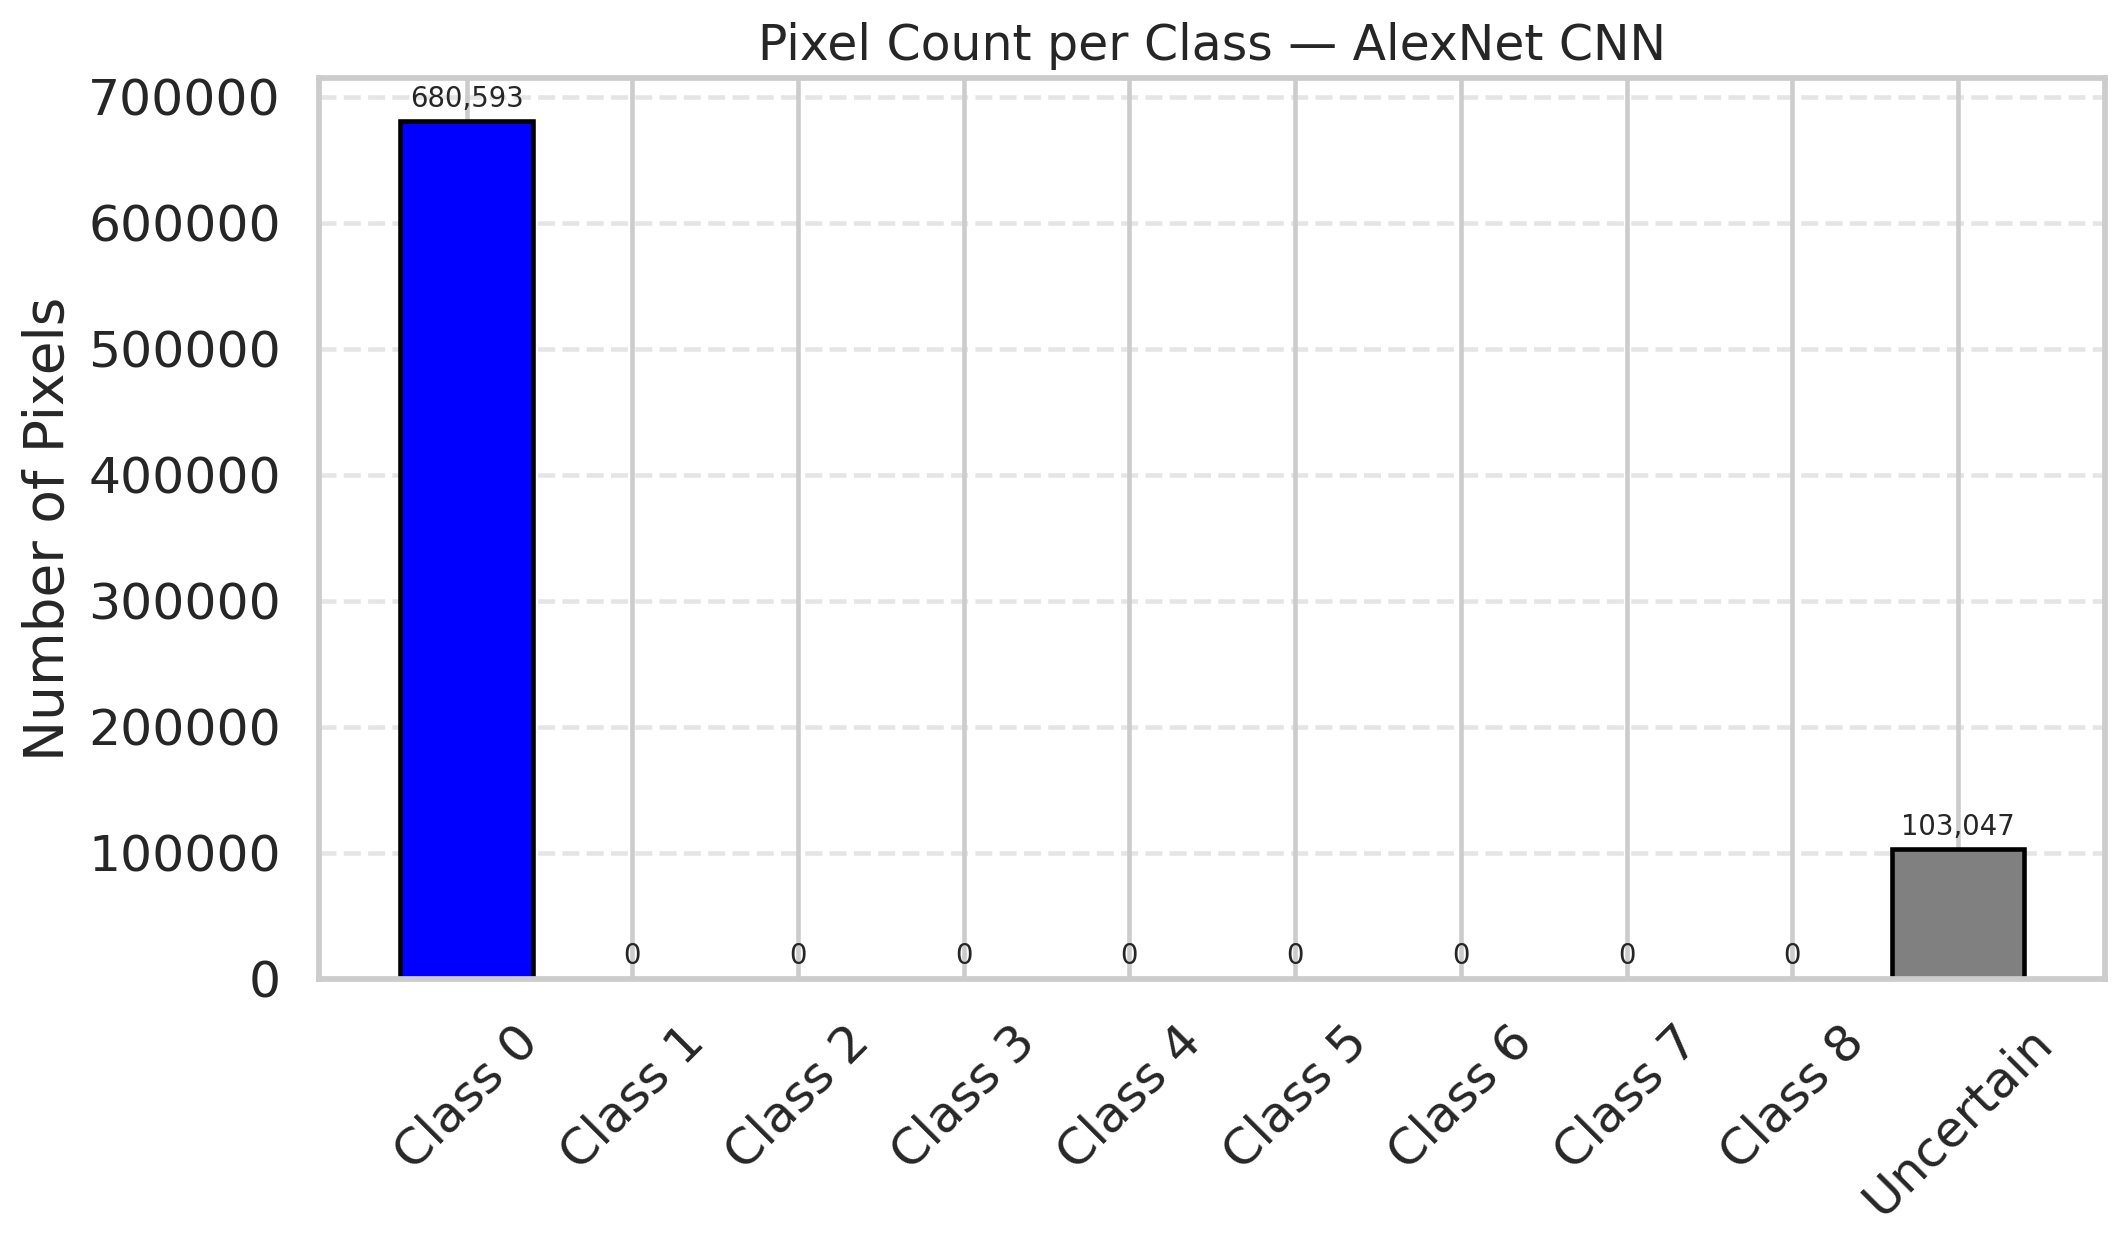 Pixel Count per Class — AlexNet CNN
Number of Pixels
700000
600000
500000
400000
300000
200000
100000
0
680,593
0
0
0
0
0
0
0
0
103,047
Class 0
Class 1
Class 2
Class 3
Class 4
Class 5
Class 6
Class 7
Class 8
Uncertain